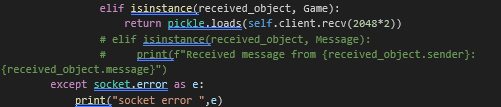 elif isinstance(received_object, Game):
return pickle.loads(self.client.recv(2048*2))
# elif isinstance(received_object, Message):
#     print(f"Received message from {received_object.sender}:
{received_object.message}")
except socket.error as e:
print("socket error ",e)